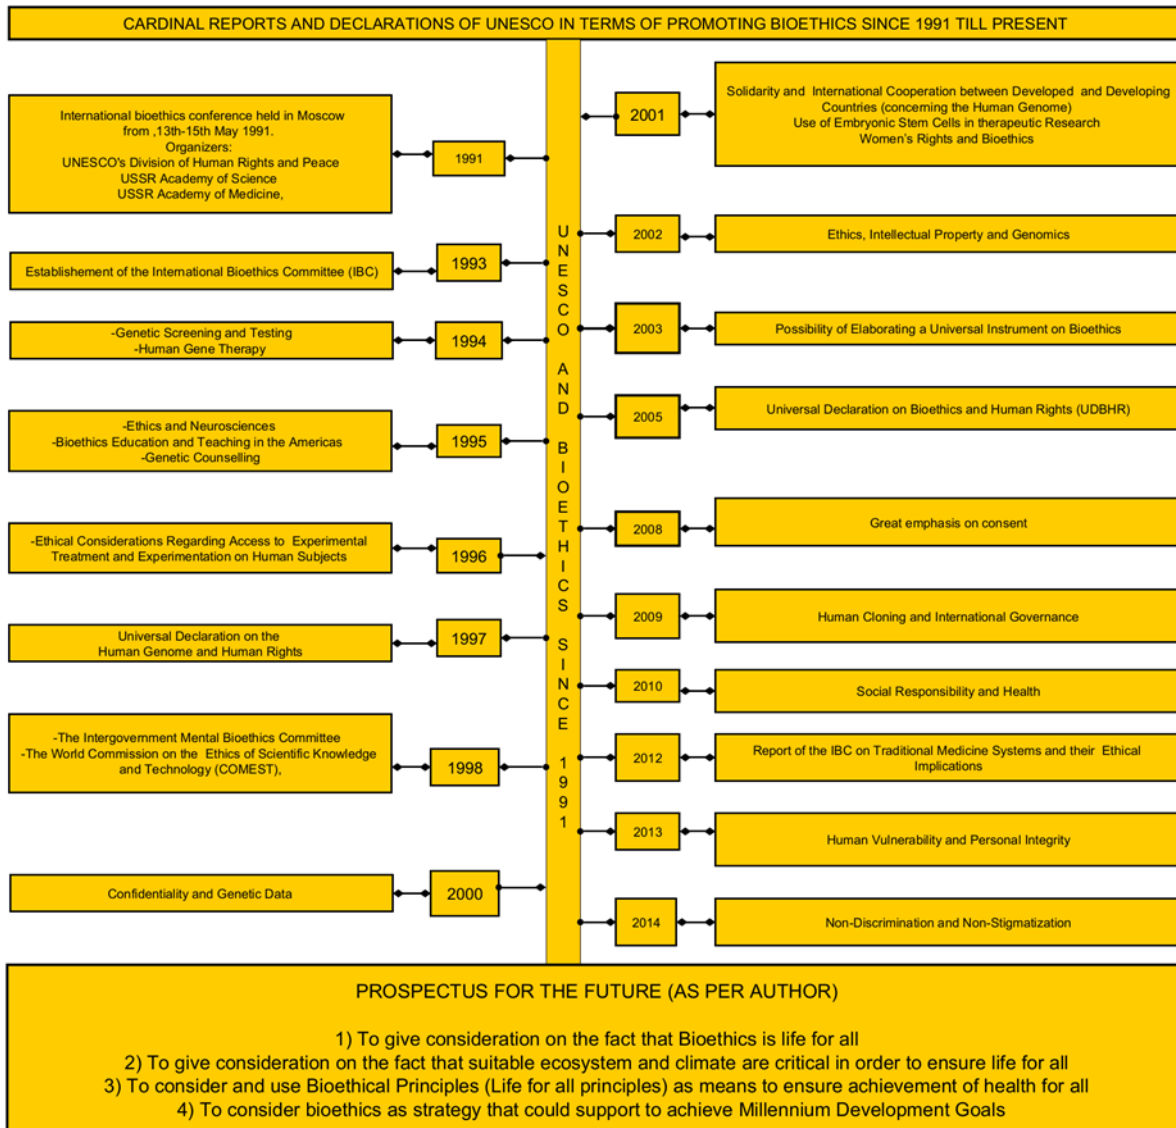 CARDINAL REPORTS AND DECLARATIONS OF UNESCO IN TERMS OF PROMOTING BIOETHICS SINCE 1991 TILL PRESENT
International bioethics conference held in Moscow
from ,13th-15th May 1991.
Organizers:
UNESCO's Division of Human Rights and Peace
USSR Academy of Science
USSR Academy of Medicine,
1991
Establisement of the International Bioethics Committee (IBC)
1993
-Genetic Screening and Testing
-Human Gene Therapy
1994
-Ethics and Neurosciences
-Bioethics Education and Teaching in the Americas
-Genetic Counselling
1995
-Ethical Considerations Regarding Access to Experimental
Treatment and Experimentation on Human Subjects
1996
Universal Declaration on the
Human Genome and Human Rights
1997
-The Intergovernment Mental Bioethics Committee
-The World Commission on the Ethics of Scientific Knowledge
and Technology (COMEST),
1998
Confidentiality and Genetic Data
2000
UNESCO AND BIOETHICS SINCE 1991
2001
Solidarity and International Cooperation between Developed and Developing
Countries (concerning the Human Genome)
Use of Embryonic Stem Cells in therapeutic Research
Women's Rights and Bioethics
2002
Ethics, Intellectual Property and Genomics
2003
Possibility of Elaborating a Universal Instrument on Bioethics
2005
Universal Declaration on Bioethics and Human Rights (UDBHR)
2008
Great emphasis on consent
2009
Human Cloning and International Governance
2010
Social Responsibility and Health
2012
Report of the IBC on Traditional Medicine Systems and their Ethical
Implications
2013
Human Vulnerability and Personal Integrity
2014
Non-Discrimination and Non-Stigmatization
PROSPECTUS FOR THE FUTURE (AS PER AUTHOR)
1) To give consideration on the fact that Bioethics is life for all
2) To give consideration on the fact that suitable ecosystem and climate are critical in order to ensure life for all
3) To consider and use Bioethical Principles (Life for all principles) as means to ensure achievement of health for all
4) To consider bioethics as strategy that could support to achieve Millennium Development Goals